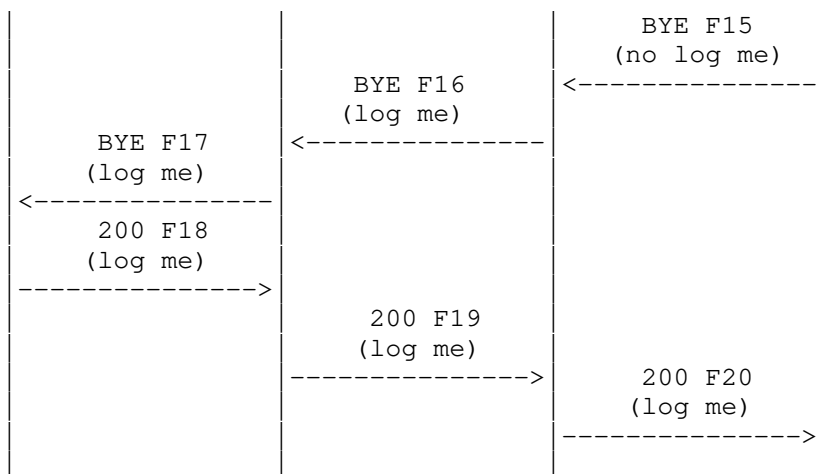 BYE F15
(no log me)
BYE F16
(log me)
BYE F17
(log me)
200 F18
(log me)
200 F19
(log me)
200 F20
(log me)